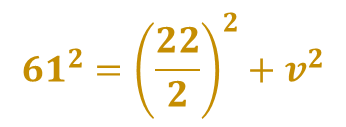 61² = (22/2)² + v²